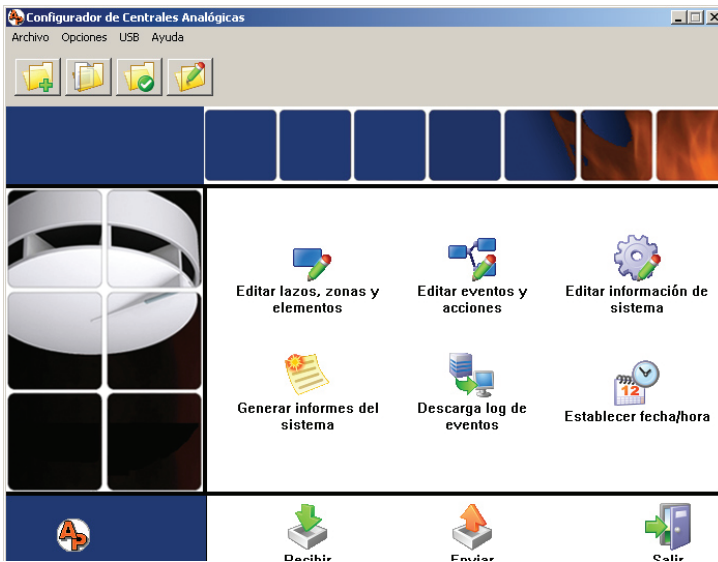 Configurador de Centrales Analógicas
Archivo Opciones USB Ayuda
Editar lazos, zonas y
elementos
Editar eventos y
acciones
Editar información de
sistema
Generar informes del
sistema
Descarga log de
eventos
12
Establecer fecha/hora
AP
Recibir
Enviar
Salir